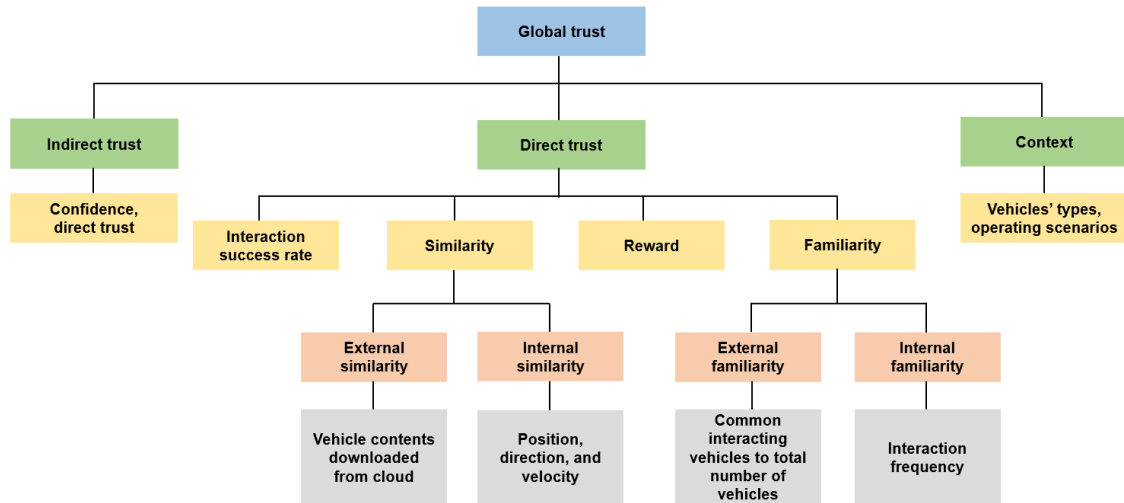 Global trust
Indirect trust
Direct trust
Context
Confidence,
direct trust
Interaction
success rate
Similarity
Reward
Familiarity
Vehicles' types,
operating scenarios
External
similarity
Internal
similarity
External
familiarity
Internal
familiarity
Vehicle contents
downloaded
from cloud
Position,
direction, and
velocity
Common
interacting
vehicles to total
number of
vehicles
Interaction
frequency